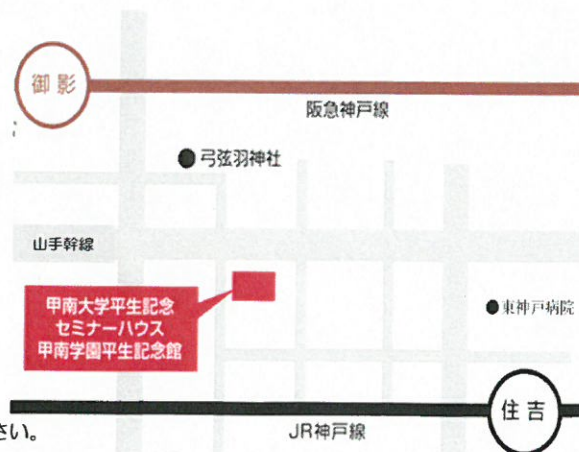 御影
阪急神戸線
弓弦羽神社
山手幹線
甲南大学平生記念
セミナーハウス
甲南学園平生記念館
東神戸病院
住吉
JR神戸線
さい。